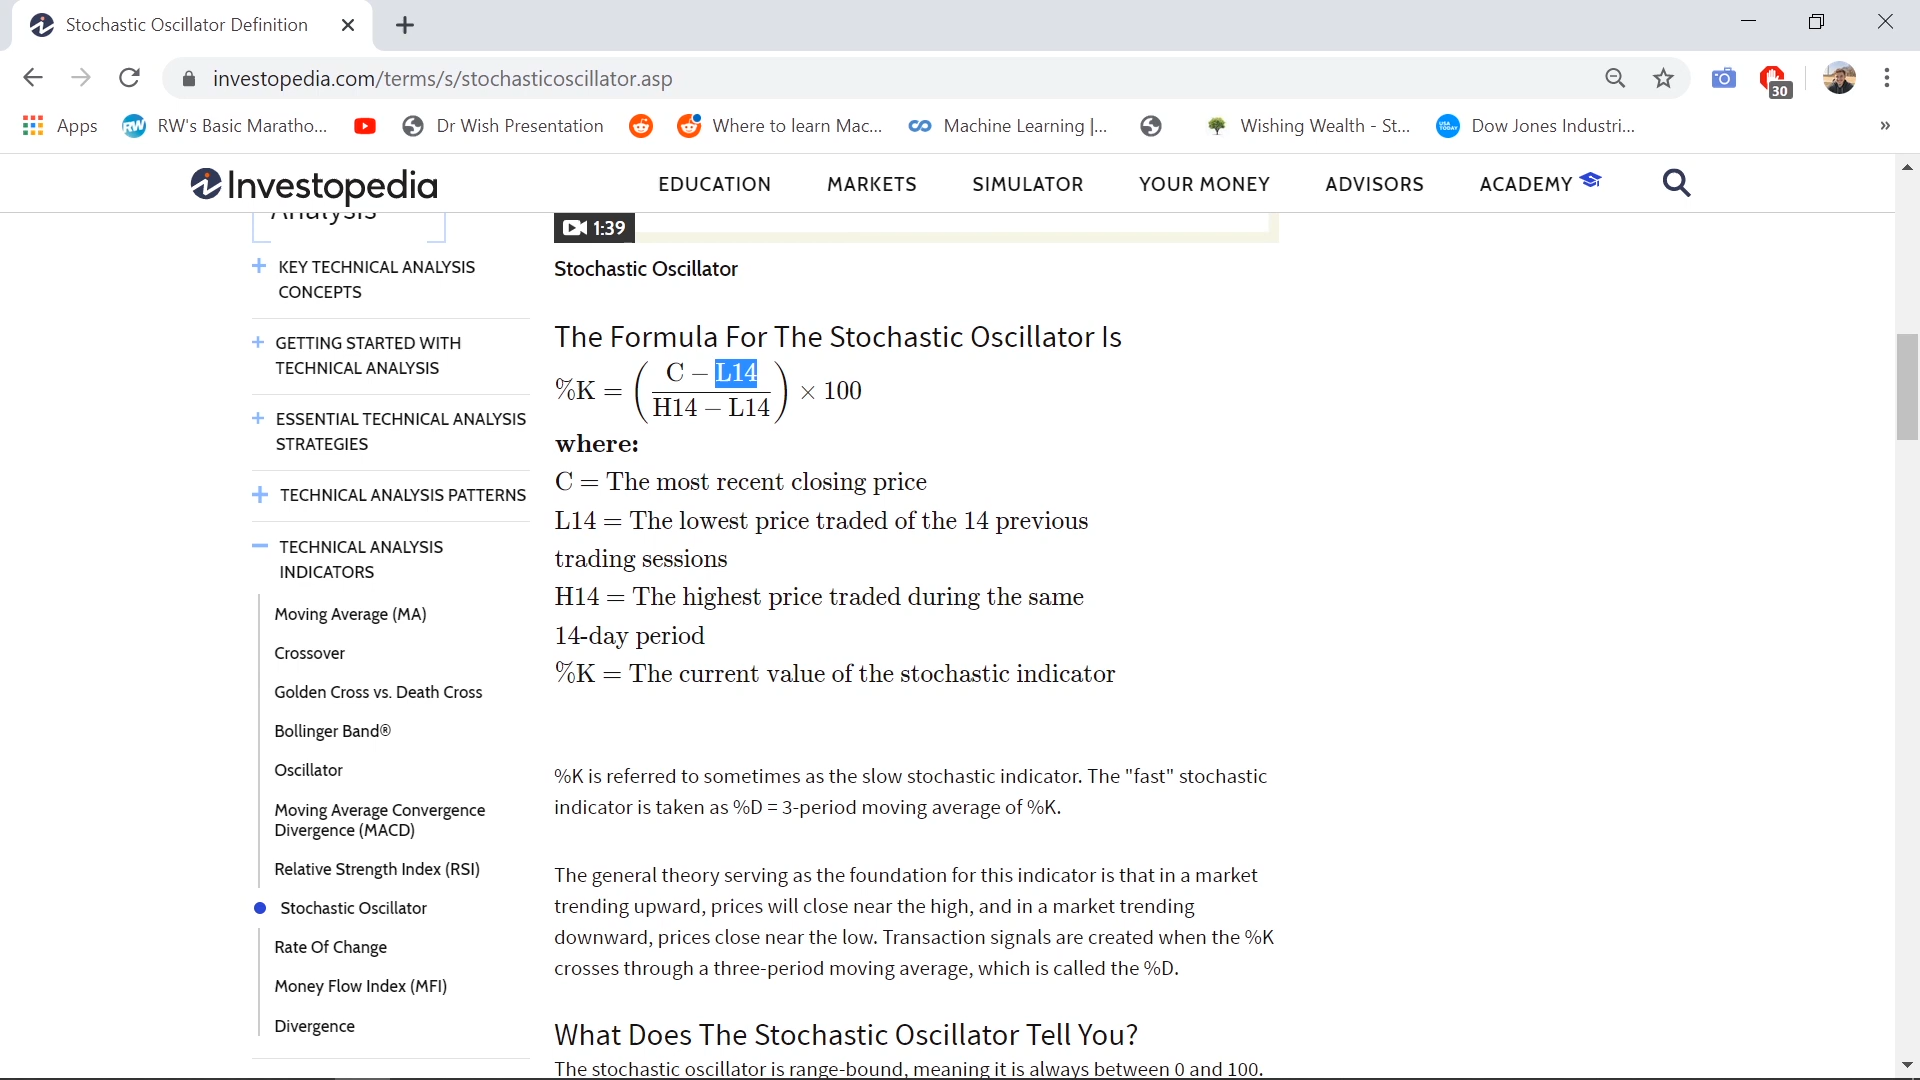 Stochastic Oscillator Definition
investopedia.com/terms/s/stochasticoscillator.asp
30
Apps
RW's Basic Maratho...
Dr Wish Presentation
Where to learn Mac...
Machine Learning |...
Wishing Wealth - St...
USA TODAY
Dow Jones Industri...
»
Investopedia
EDUCATION
MARKETS
SIMULATOR
YOUR MONEY
ADVISORS
ACADEMY
Analysis
KEY TECHNICAL ANALYSIS
CONCEPTS
GETTING STARTED WITH
TECHNICAL ANALYSIS
ESSENTIAL TECHNICAL ANALYSIS
STRATEGIES
TECHNICAL ANALYSIS PATTERNS
TECHNICAL ANALYSIS
INDICATORS
Moving Average (MA)
Crossover
Golden Cross vs. Death Cross
Bollinger Band®
Oscillator
Moving Average Convergence
Divergence (MACD)
Relative Strength Index (RSI)
Stochastic Oscillator
Rate Of Change
Money Flow Index (MFI)
Divergence
1:39
Stochastic Oscillator
The Formula For The Stochastic Oscillator Is
%K = ( C − L14 / H14 − L14 ) × 100
where:
C = The most recent closing price
L14 = The lowest price traded of the 14 previous
trading sessions
H14 = The highest price traded during the same
14-day period
%K = The current value of the stochastic indicator
%K is referred to sometimes as the slow stochastic indicator. The "fast" stochastic
indicator is taken as %D = 3-period moving average of %K.
The general theory serving as the foundation for this indicator is that in a market
trending upward, prices will close near the high, and in a market trending
downward, prices close near the low. Transaction signals are created when the %K
crosses through a three-period moving average, which is called the %D.
What Does The Stochastic Oscillator Tell You?
The stochastic oscillator is range-bound, meaning it is always between 0 and 100.